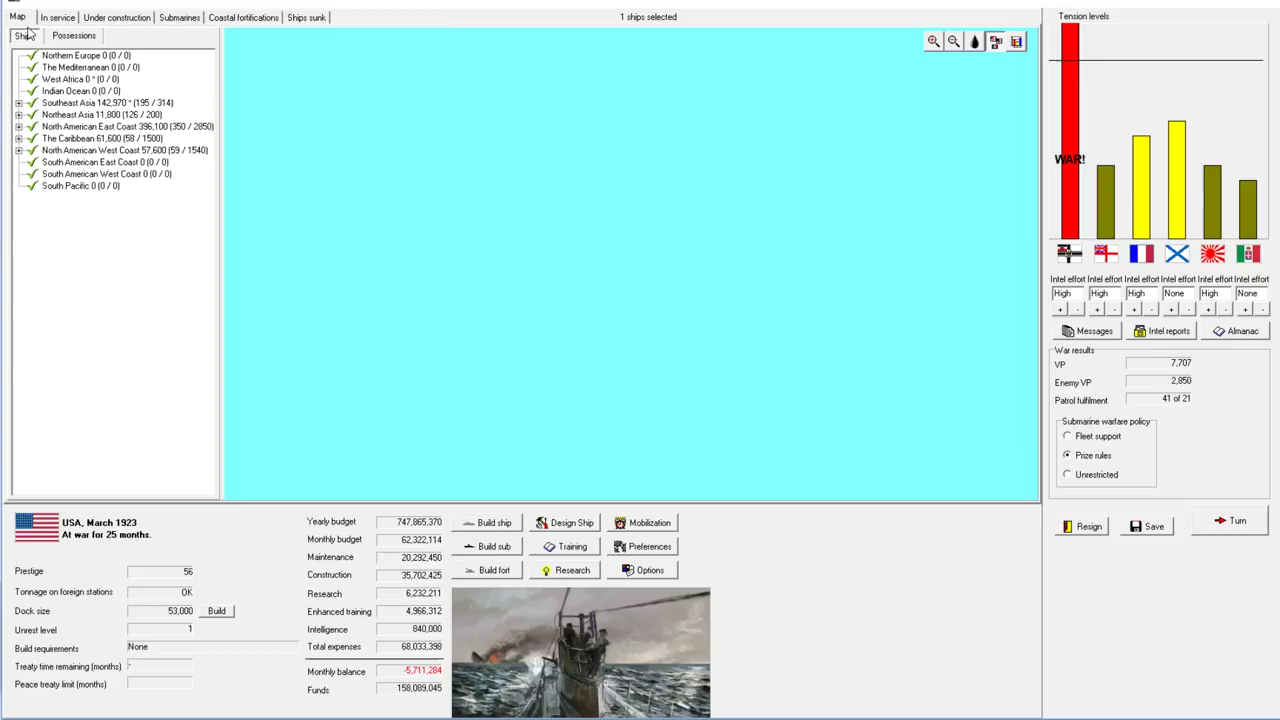 Map
In service
Under construction
Submarines
Coastal fortifications
Ships sunk
1 ships selected
Possessions
Northern Europe 0 (0 / 0)
The Mediterranean 0 (0 / 0)
West Africa 0 * (0 / 0)
Indian Ocean 0 (0 / 0)
Southeast Asia 142,970 * (195 / 314)
Northeast Asia 11,800 (126 / 200)
North American East Coast 396,100 (350 / 2850)
The Caribbean 61,600 (58 / 1500)
North American West Coast 57,600 (59 / 1540)
South American East Coast 0 (0 / 0)
South American West Coast 0 (0 / 0)
South Pacific 0 (0 / 0)
Tension levels
WAR!
Intel effort Intel effort Intel effort Intel effort Intel effort Intel effort
High High High None High None
+ - + - + - + - + - + -
Messages
Intel reports
Almanac
War results
VP 7,707
Enemy VP 2,850
Patrol fulfilment 41 of 21
Submarine warfare policy
Fleet support
Prize rules
Unrestricted
Resign
Save
Turn
USA, March 1923
At war for 25 months.
Prestige 56
Tonnage on foreign stations OK
Dock size 53,000 Build
Unrest level 1
Build requirements None
Treaty time remaining (months) -
Peace treaty limit (months)
Yearly budget 747,865,370
Monthly budget 62,322,114
Maintenance 20,292,450
Construction 35,702,425
Research 6,232,211
Enhanced training 4,966,312
Intelligence 840,000
Total expenses 68,033,398
Monthly balance -5,711,284
Funds 158,089,045
Build ship
Design Ship
Mobilization
Build sub
Training
Preferences
Build fort
Research
Options